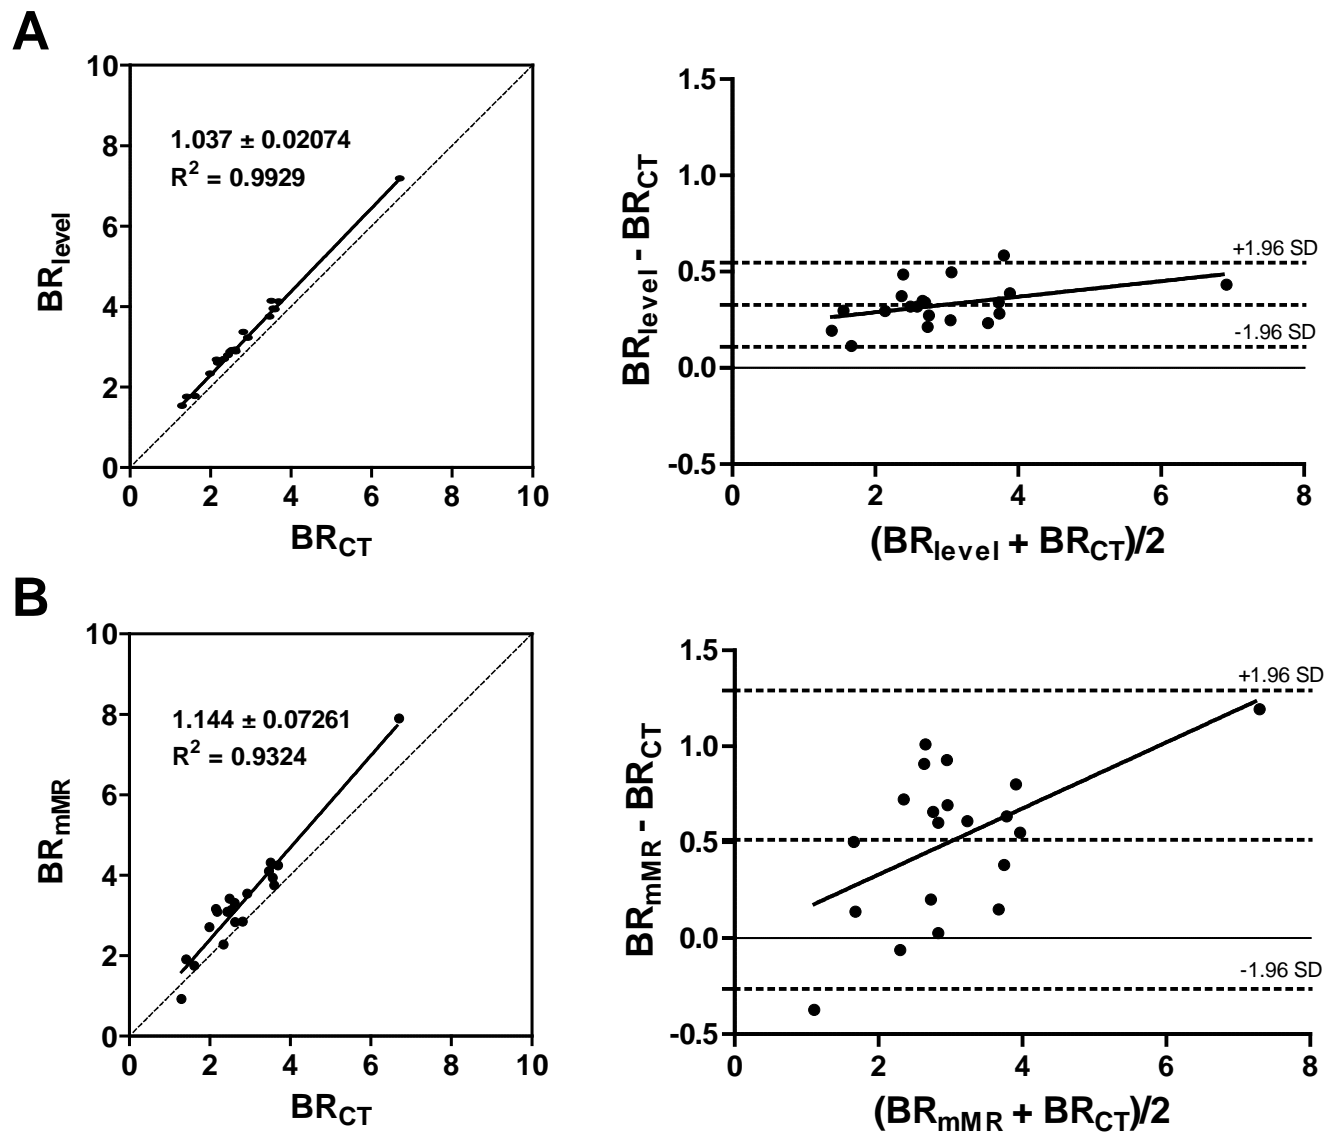 A
10
8
6
4
2
0
BRlevel
1.037 ± 0.02074
R2 = 0.9929
0 2 4 6 8 10
BRCT
1.5
1.0
0.5
0.0
-0.5
BRlevel - BRCT
+1.96 SD
-1.96 SD
0 2 4 6 8
(BRlevel + BRCT)/2
B
10
8
6
4
2
0
BRmMR
1.144 ± 0.07261
R2 = 0.9324
0 2 4 6 8 10
BRCT
1.5
1.0
0.5
0.0
-0.5
BRmMR - BRCT
+1.96 SD
-1.96 SD
0 2 4 6 8
(BRmMR + BRCT)/2